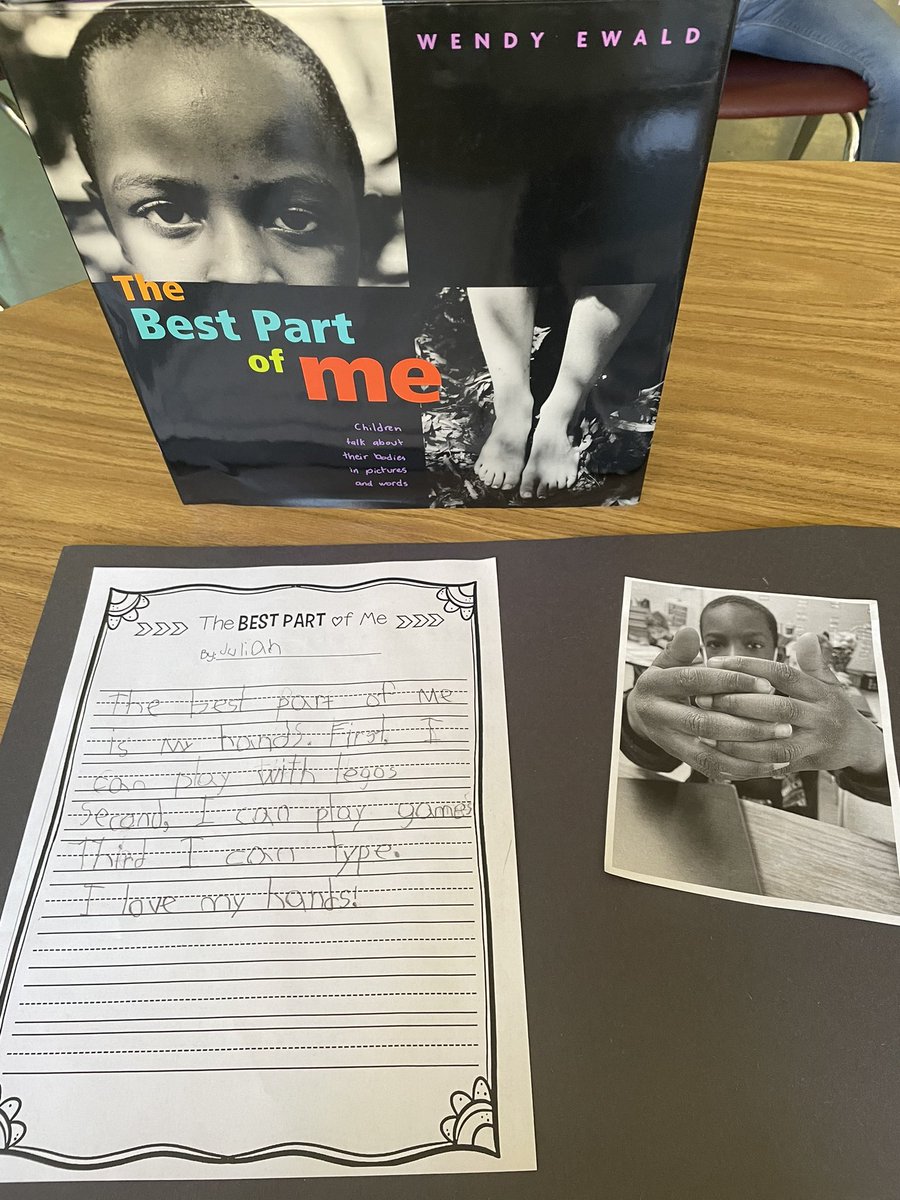 WENDY EWALD
The
Best Part
of me
Children
talk about
their bodies
in pictures
and words
The BEST PART of Me
By: Juliah
The best part of me
is my hands. First, I
can play with legos
Second, I can play game's
Third I can type.
I love my hands!